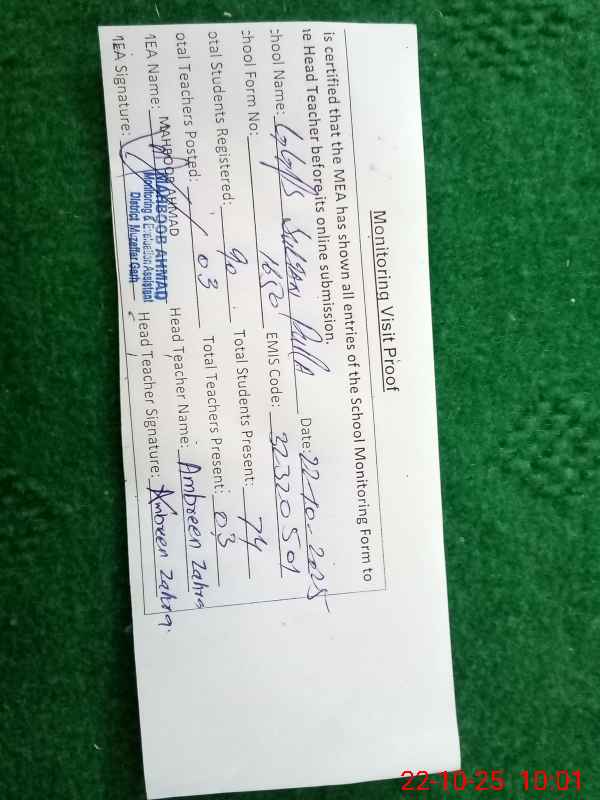 Monitoring Visit Proof
is certified that the MEA has shown all entries of the School Monitoring Form to
e Head Teacher before its online submission.
chool Name: GGPS Sultan Date: 22-10-2025
chool Form No: 1650 EMIS Code: 32320501
otal Students Registered: 90 Total Students Present: 74
otal Teachers Posted: 03 Total Teachers Present: 03
MEA Name: MAHBOOB AHMAD Head Teacher Name: Ambreen Zahra
MEA Signature: Head Teacher Signature: Ambreen Zahra
MAHBOOB AHMAD
Monitoring & Evaluation Assistant
District Muzaffar Garh
22-10-25 10:01